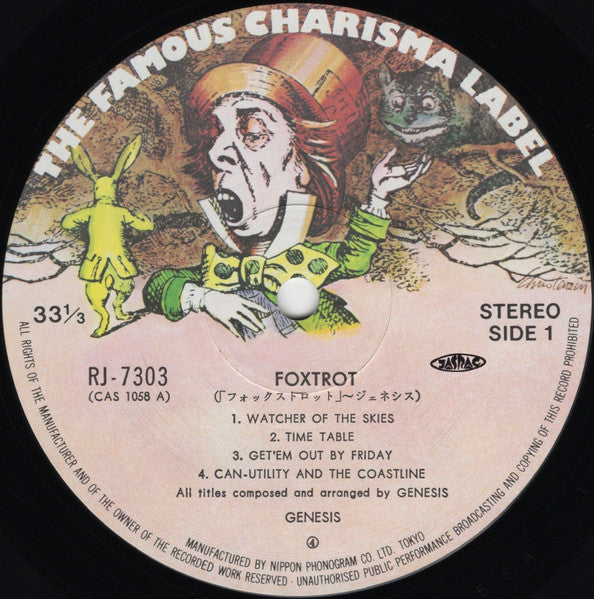 THE FAMOUS CHARISMA LABEL
Christensen
33⅓
STEREO
SIDE 1
RJ-7303
(CAS 1058 A)
JASRAC
FOXTROT
(「フォックストロット」～ジェネシス)
1. WATCHER OF THE SKIES
2. TIME TABLE
3. GET'EM OUT BY FRIDAY
4. CAN-UTILITY AND THE COASTLINE
All titles composed and arranged by GENESIS
GENESIS
④
MANUFACTURED BY NIPPON PHONOGRAM CO. LTD. TOKYO
ALL RIGHTS OF THE MANUFACTURER AND OF THE OWNER OF THE RECORDED WORK RESERVED · UNAUTHORISED PUBLIC PERFORMANCE BROADCASTING AND COPYING OF THIS RECORD PROHIBITED